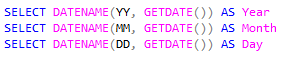 SELECT DATENAME(YY, GETDATE()) AS Year
SELECT DATENAME(MM, GETDATE()) AS Month
SELECT DATENAME(DD, GETDATE()) AS Day